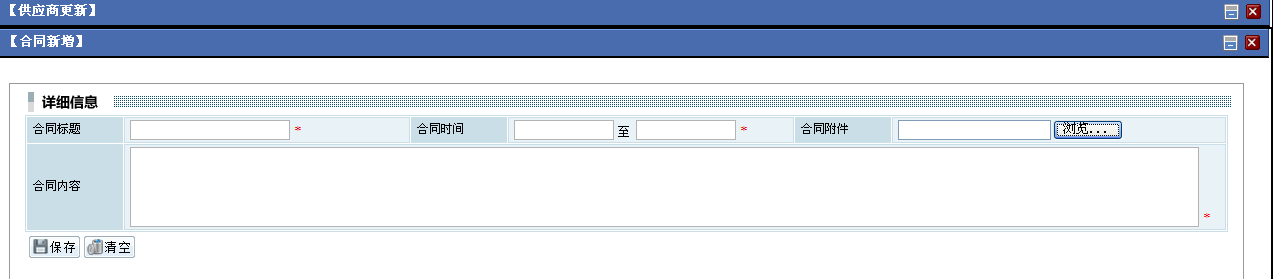 【供应商更新】
【合同新增】
详细信息
合同标题 * 合同时间 至 * 合同附件 浏览...
合同内容 *
保存 清空